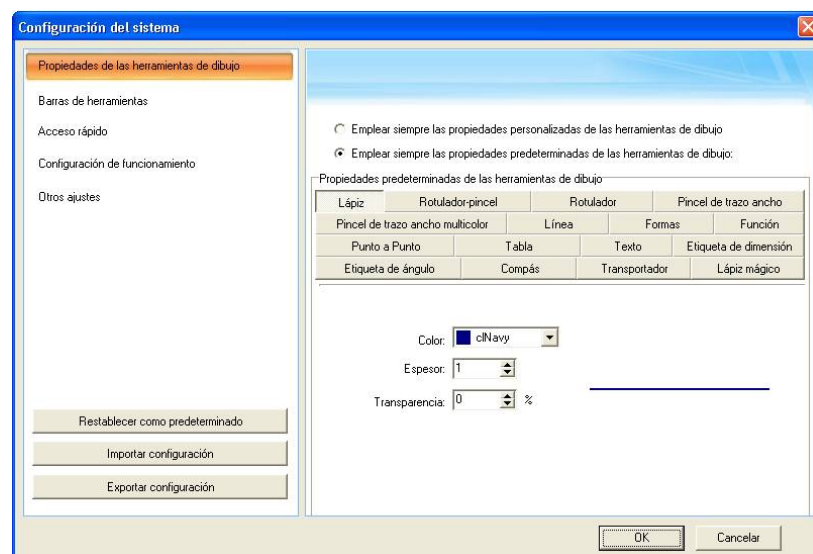 Configuración del sistema
Propiedades de las herramientas de dibujo
Barras de herramientas
Acceso rápido
Configuración de funcionamiento
Otros ajustes
Restablecer como predeterminado
Importar configuración
Exportar configuración
Emplear siempre las propiedades personalizadas de las herramientas de dibujo
Emplear siempre las propiedades predeterminadas de las herramientas de dibujo:
Propiedades predeterminadas de las herramientas de dibujo
Lápiz Rotulador-pincel Rotulador Pincel de trazo ancho
Pincel de trazo ancho multicolor Línea Formas Función
Punto a Punto Tabla Texto Etiqueta de dimensión
Etiqueta de ángulo Compás Transportador Lápiz mágico
Color: clNavy
Espesor: 1
Transparencia: 0 %
OK Cancelar